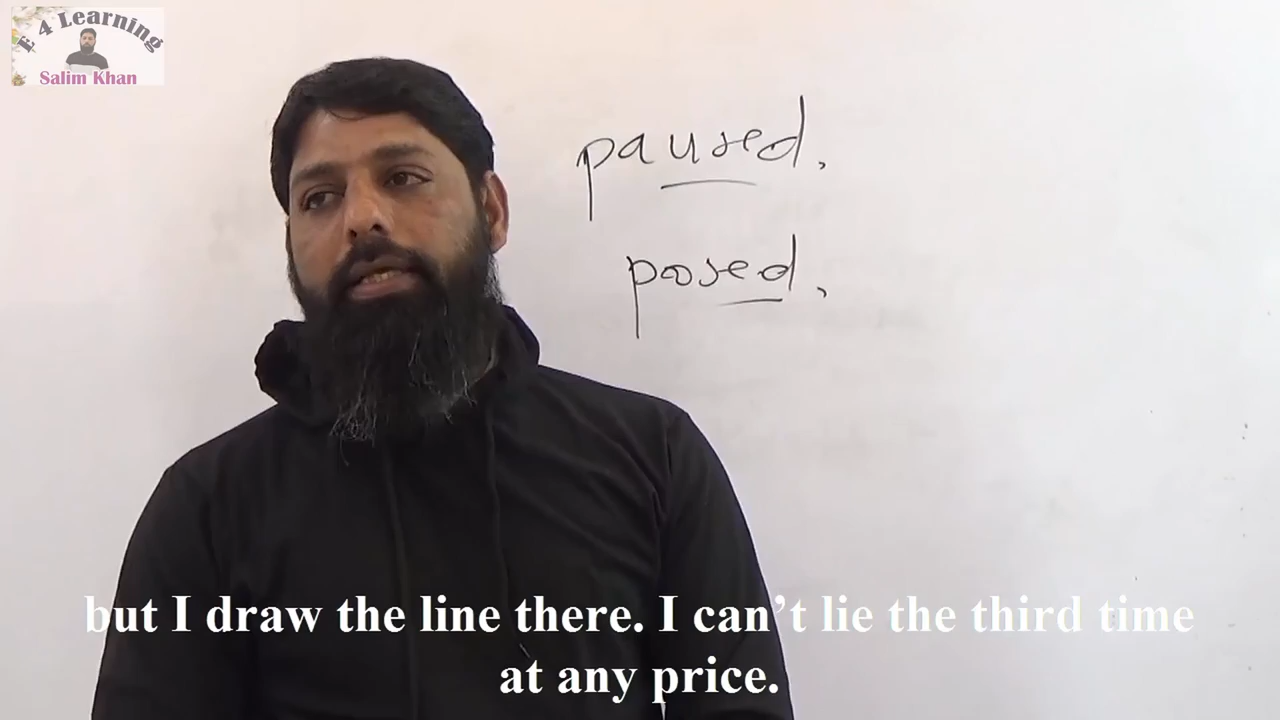 E 4 Learning
Salim Khan
paused,
posed,
but I draw the line there. I can’t lie the third time
at any price.